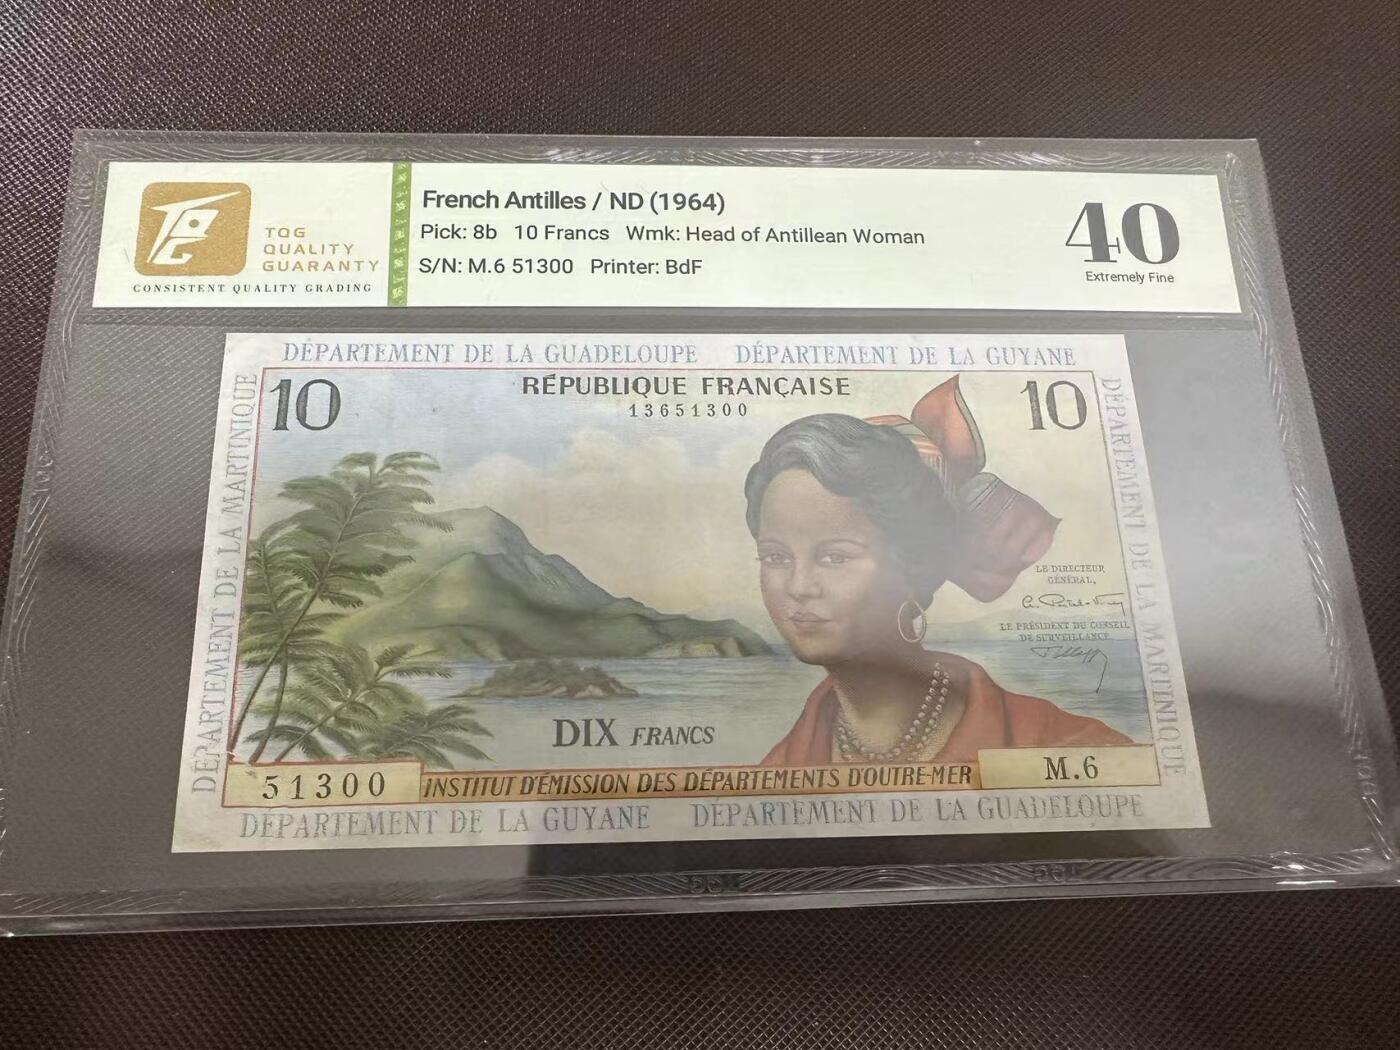 TQG
QUALITY
GUARANTY
CONSISTENT QUALITY GRADING
French Antilles / ND (1964)
Pick: 8b 10 Francs Wmk: Head of Antillean Woman
S/N: M.6 51300 Printer: BdF
40
Extremely Fine
DÉPARTEMENT DE LA GUADELOUPE DÉPARTEMENT DE LA GUYANE
DÉPARTEMENT DE LA MARTINIQUE
10
RÉPUBLIQUE FRANÇAISE
13651300
10
DÉPARTEMENT DE LA MARTINIQUE
LE DIRECTEUR
GÉNÉRAL,
LE PRÉSIDENT DU CONSEIL
DE SURVEILLANCE
DIX FRANCS
51300
INSTITUT D'ÉMISSION DES DÉPARTEMENTS D'OUTRE-MER
M.6
DÉPARTEMENT DE LA GUYANE DÉPARTEMENT DE LA GUADELOUPE